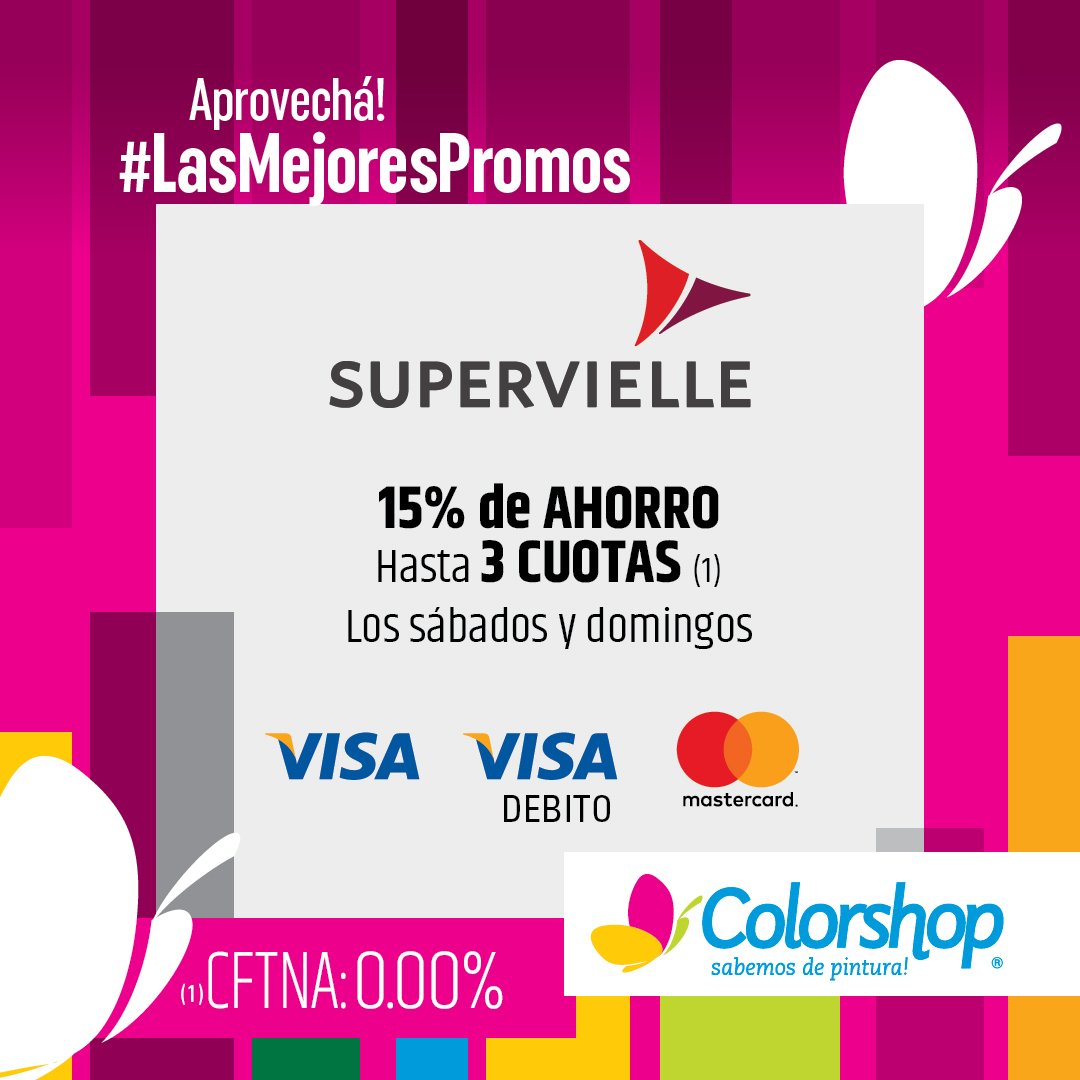 Aprovechá!
#LasMejoresPromos
SUPERVIELLE
15% de AHORRO
Hasta 3 CUOTAS (1)
Los sábados y domingos
VISA
VISA
DEBITO
mastercard.
Colorshop
®
sabemos de pintura!
(1) CFTNA: 0.00%